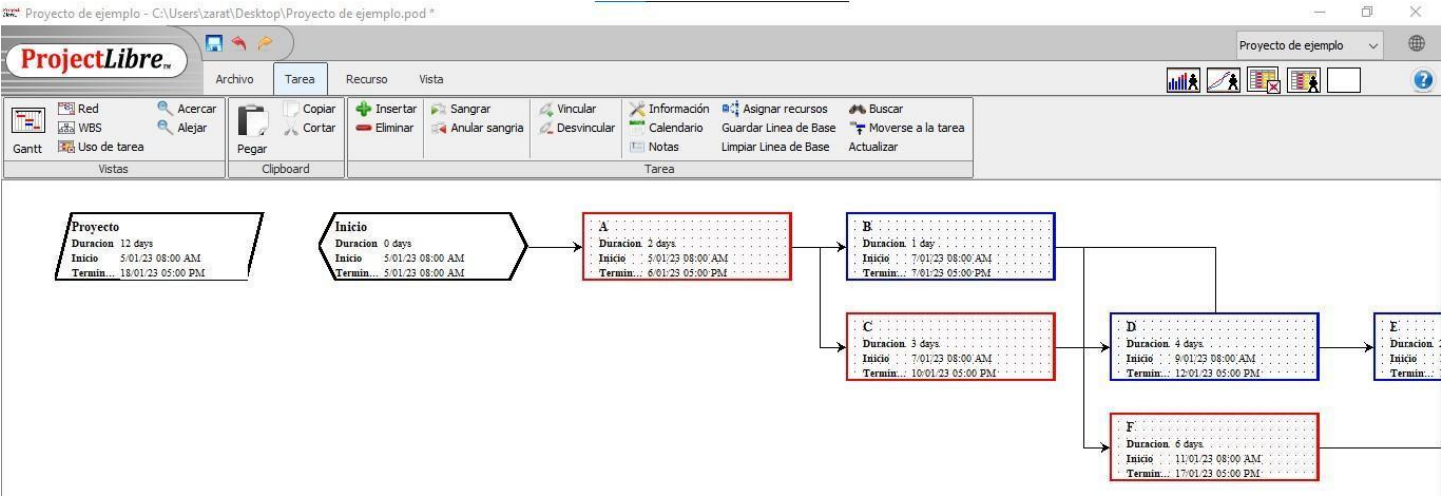 Proyecto de ejemplo - C:\Users\zarat\Desktop\Proyecto de ejemplo.pod *
ProjectLibre™
Proyecto de ejemplo
Archivo Tarea Recurso Vista
Gantt
Red
WBS
Uso de tarea
Acercar
Alejar
Vistas
Pegar
Copiar
Cortar
Clipboard
Insertar
Eliminar
Sangrar
Anular sangria
Vincular
Desvincular
Información
Calendario
Notas
Asignar recursos
Guardar Linea de Base
Limpiar Linea de Base
Buscar
Moverse a la tarea
Actualizar
Tarea
Proyecto
Duracion 12 days
Inicio 5/01/23 08:00 AM
Termin... 18/01/23 05:00 PM
Inicio
Duracion 0 days
Inicio 5/01/23 08:00 AM
Termin... 5/01/23 08:00 AM
A
Duracion 2 days
Inicio 5/01/23 08:00 AM
Termin... 6/01/23 05:00 PM
B
Duracion 1 day
Inicio 7/01/23 08:00 AM
Termin... 7/01/23 05:00 PM
C
Duracion 3 days
Inicio 7/01/23 08:00 AM
Termin... 10/01/23 05:00 PM
D
Duracion 4 days
Inicio 9/01/23 08:00 AM
Termin... 12/01/23 05:00 PM
E
Duracion
Inicio
Termin...
F
Duracion 6 days
Inicio 11/01/23 08:00 AM
Termin... 17/01/23 05:00 PM